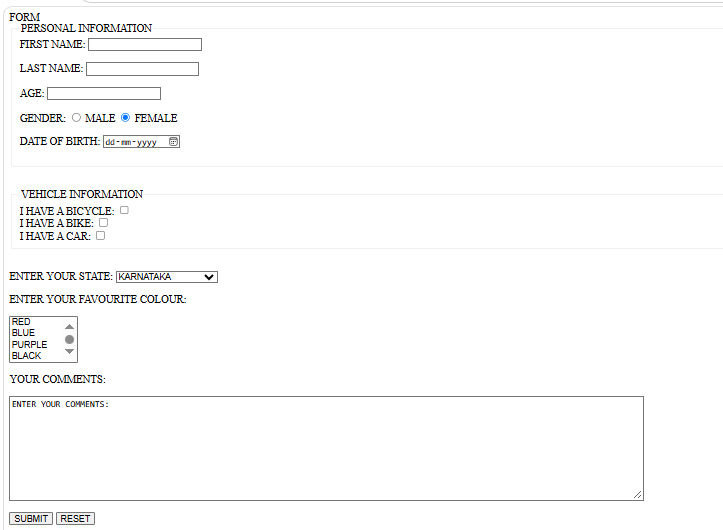 FORM
PERSONAL INFORMATION
FIRST NAME:
LAST NAME:
AGE:
GENDER: MALE FEMALE
DATE OF BIRTH: dd-mm-yyyy
VEHICLE INFORMATION
I HAVE A BICYCLE:
I HAVE A BIKE:
I HAVE A CAR:
ENTER YOUR STATE: KARNATAKA
ENTER YOUR FAVOURITE COLOUR:
RED
BLUE
PURPLE
BLACK
YOUR COMMENTS:
ENTER YOUR COMMENTS:
SUBMIT RESET